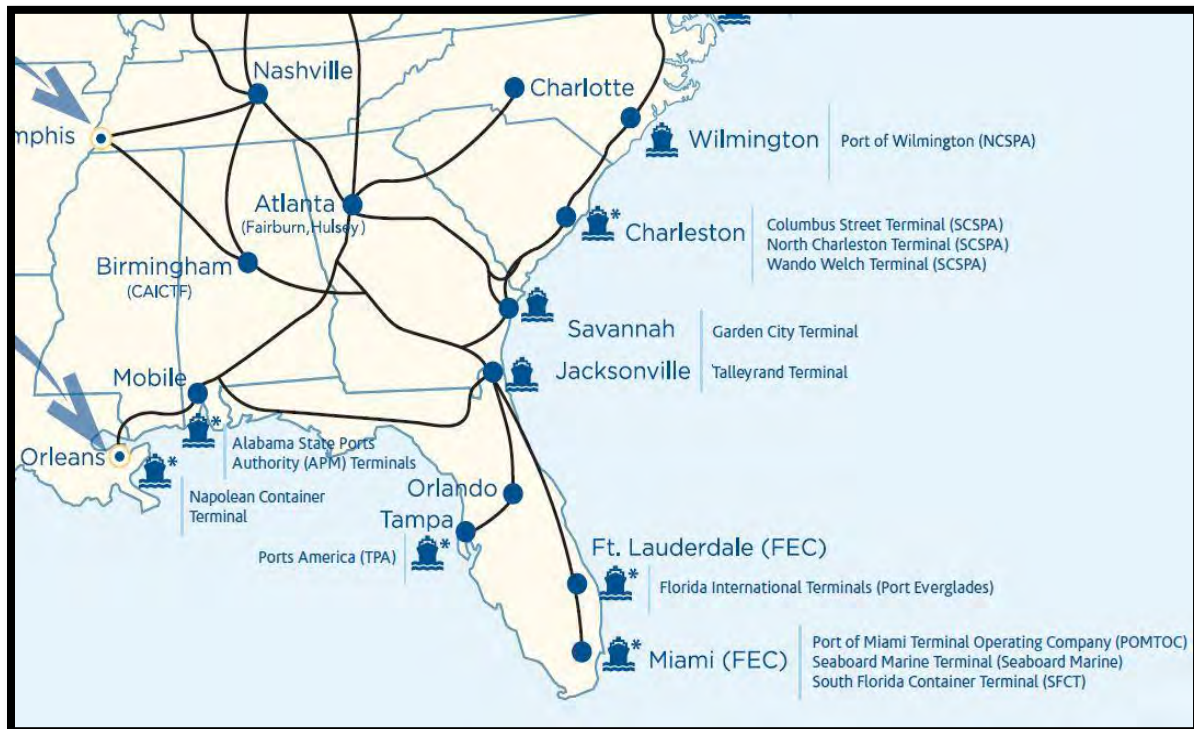 Nashville
Charlotte
mphis
Wilmington
Port of Wilmington (NCSPA)
Atlanta
(Fairburn,Hulsey)
*
Charleston
Columbus Street Terminal (SCSPA)
North Charleston Terminal (SCSPA)
Wando Welch Terminal (SCSPA)
Birmingham
(CAICTF)
Savannah
Garden City Terminal
Jacksonville
Talleyrand Terminal
Mobile
*
Alabama State Ports
Authority (APM) Terminals
Orleans
*
Napolean Container
Terminal
Orlando
Tampa
*
Ports America (TPA)
Ft. Lauderdale (FEC)
*
Florida International Terminals (Port Everglades)
*
Miami (FEC)
Port of Miami Terminal Operating Company (POMTOC)
Seaboard Marine Terminal (Seaboard Marine)
South Florida Container Terminal (SFCT)